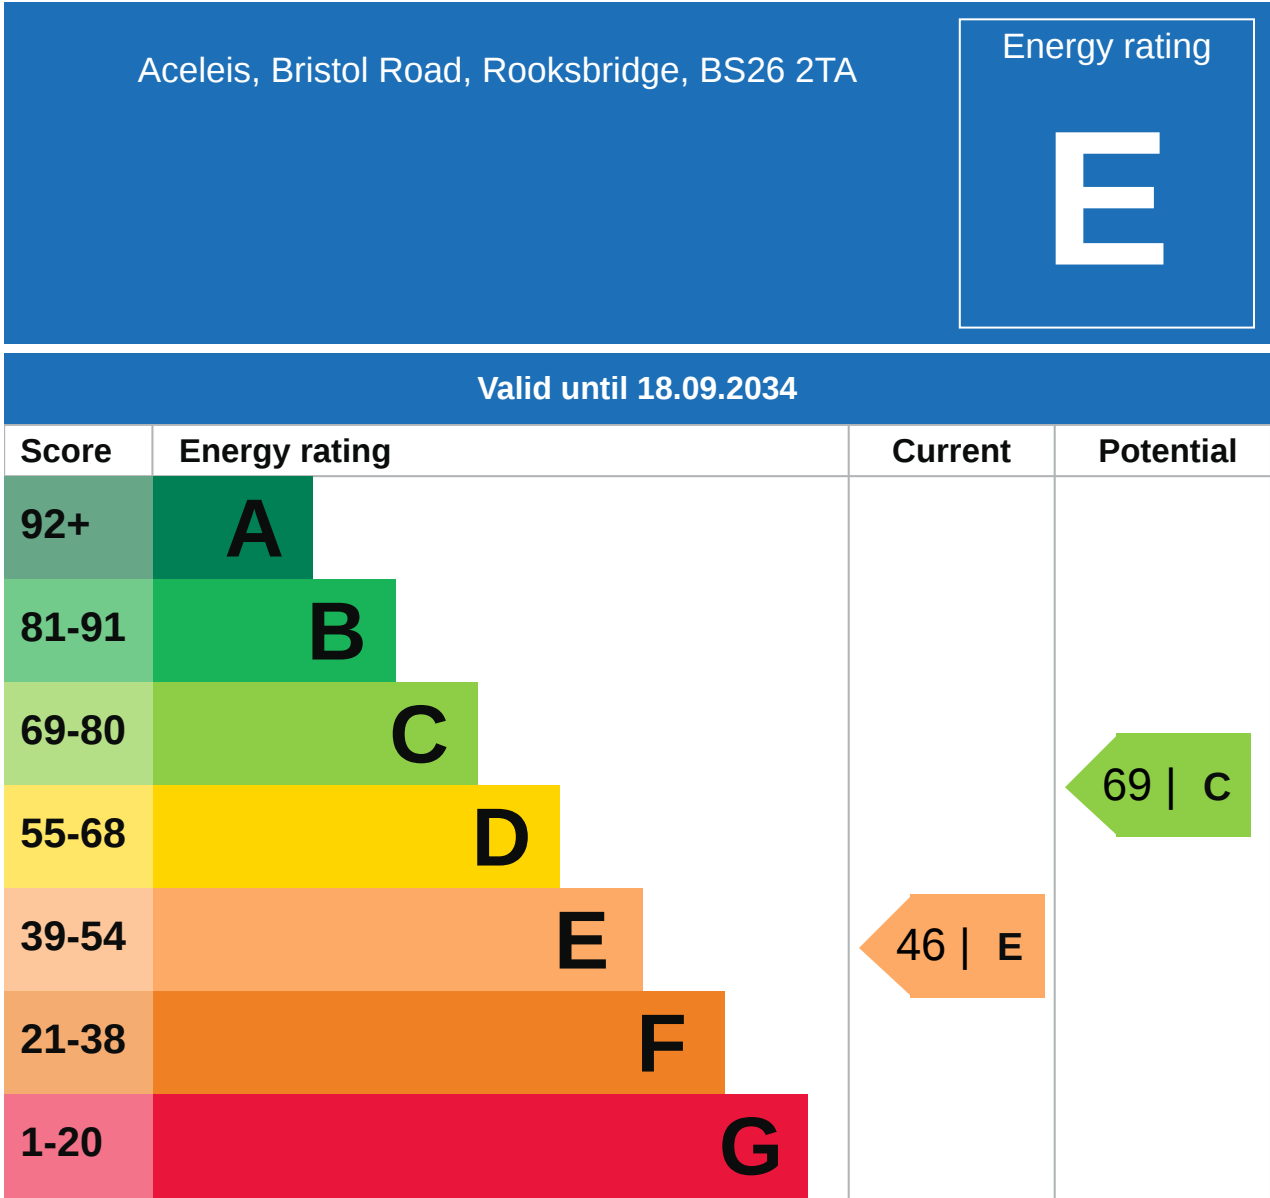 Aceleis, Bristol Road, Rooksbridge, BS26 2TA
Energy rating
E
Valid until 18.09.2034
Score Energy rating Current Potential
92+ A
81-91 B
69-80 C
69 | C
55-68 D
39-54 E
46 | E
21-38 F
1-20 G